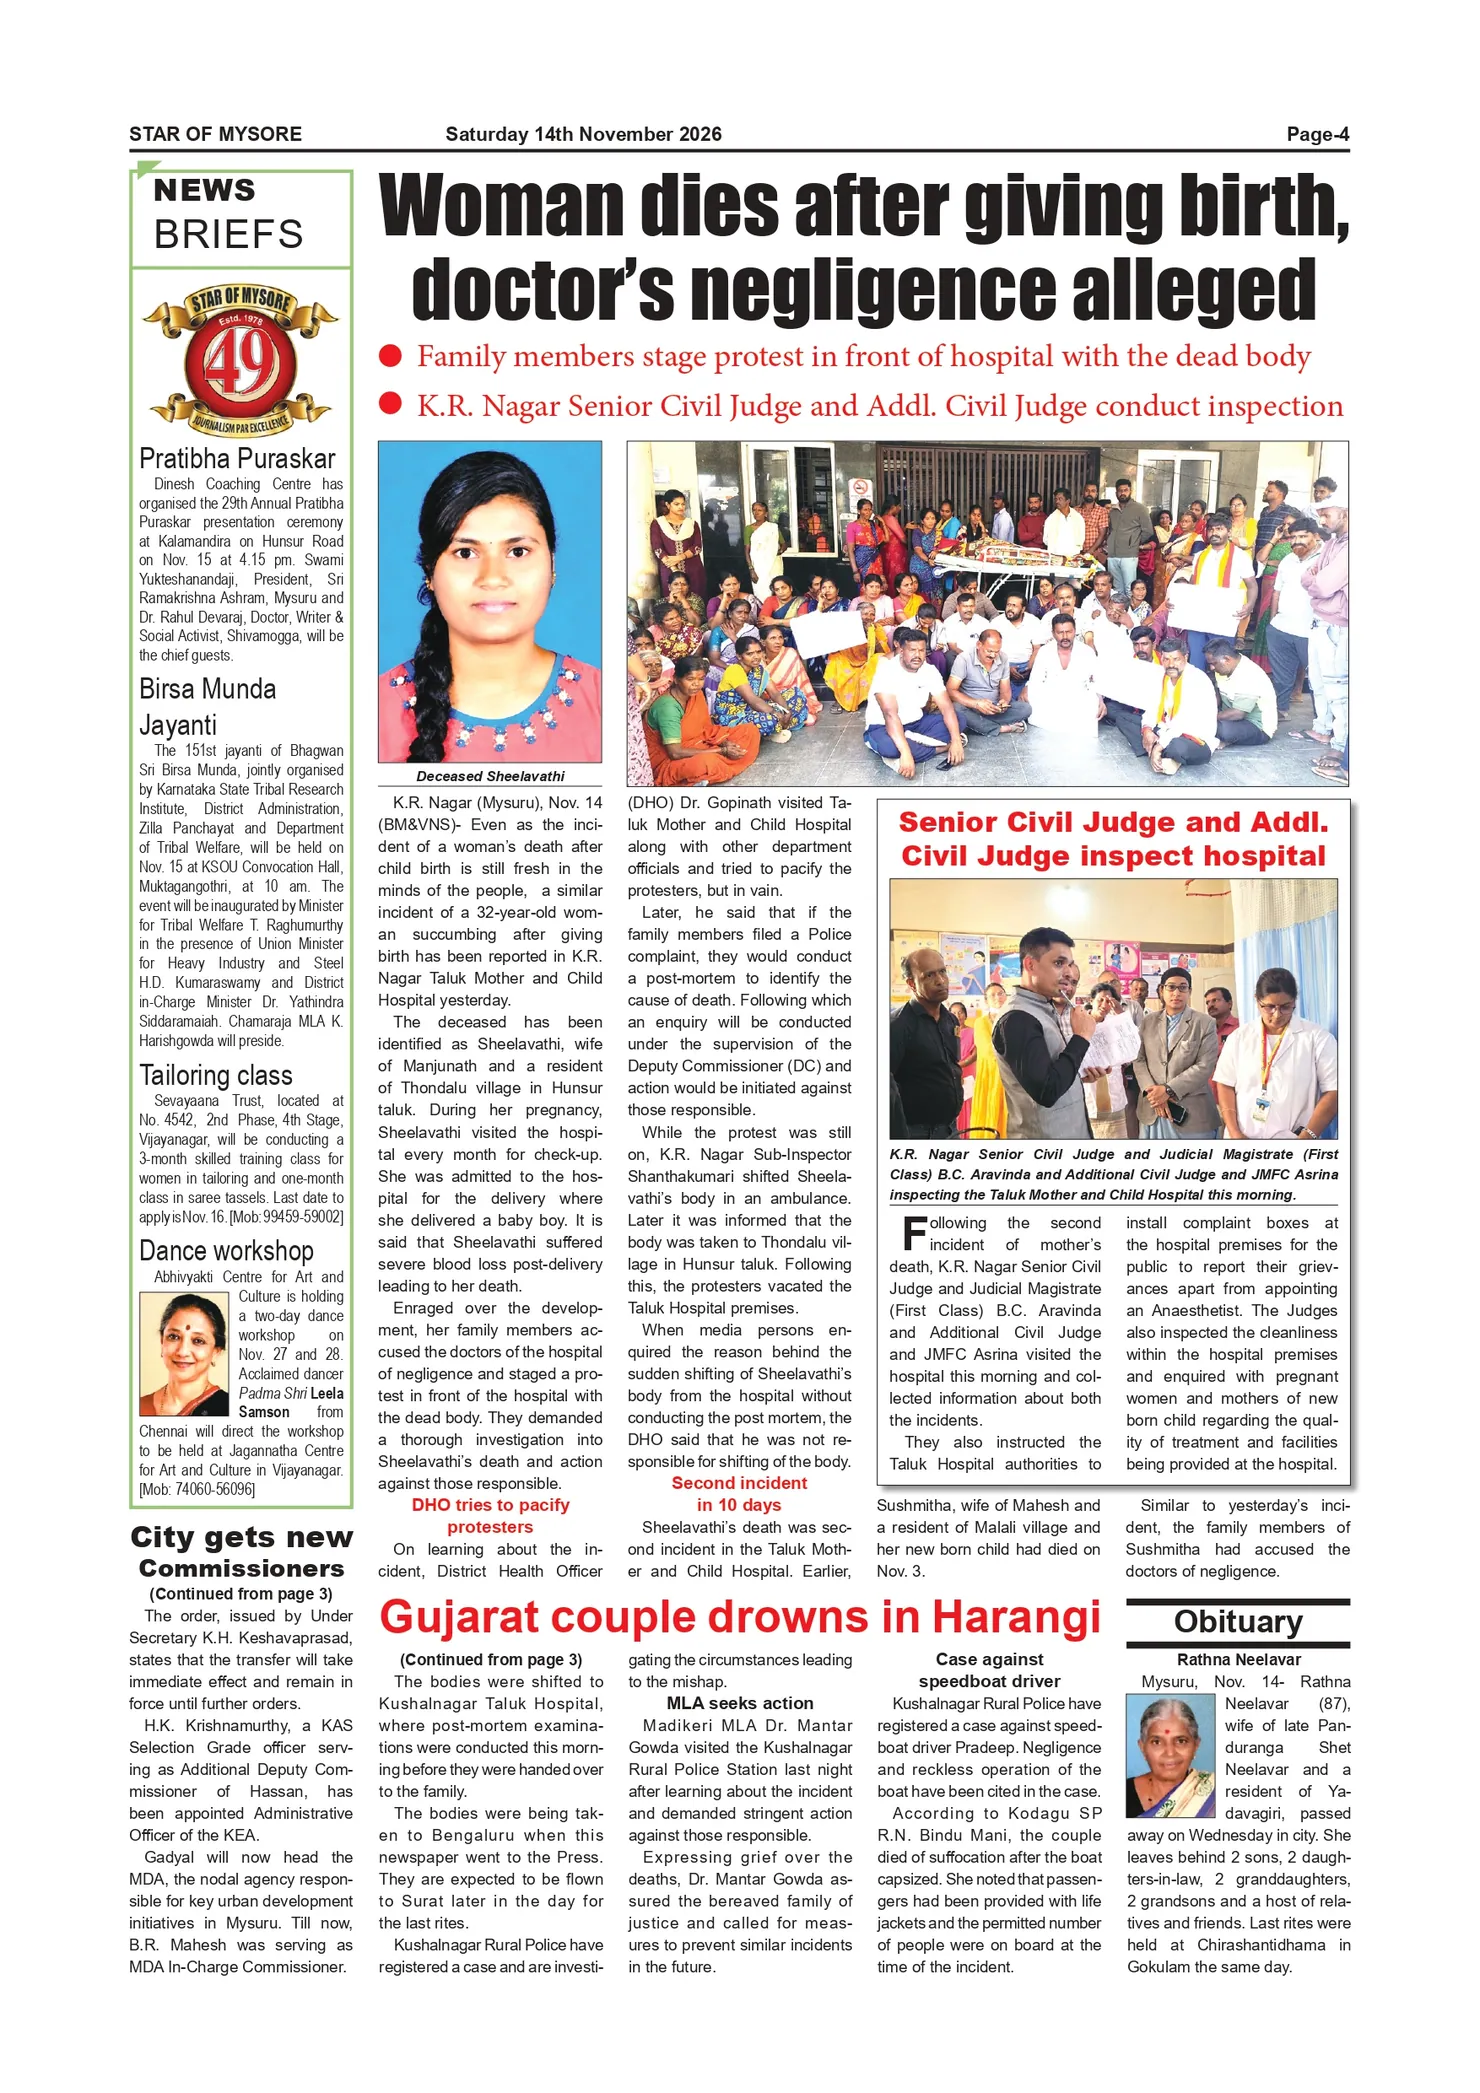 STAR OF MYSORE
Saturday 14th November 2026
Page-4
NEWS
BRIEFS
STAR OF MYSORE
Estd. 1978
49
JOURNALISM PAR EXCELLENCE
Pratibha Puraskar
Dinesh Coaching Centre has
organised the 29th Annual Pratibha
Puraskar presentation ceremony
at Kalamandira on Hunsur Road
on Nov. 15 at 4.15 pm. Swami
Yukteshanandaji, President, Sri
Ramakrishna Ashram, Mysuru and
Dr. Rahul Devaraj, Doctor, Writer &
Social Activist, Shivamogga, will be
the chief guests.
Birsa Munda
Jayanti
The 151st jayanti of Bhagwan
Sri Birsa Munda, jointly organised
by Karnataka State Tribal Research
Institute, District Administration,
Zilla Panchayat and Department
of Tribal Welfare, will be held on
Nov. 15 at KSOU Convocation Hall,
Muktagangothri, at 10 am. The
event will be inaugurated by Minister
for Tribal Welfare T. Raghumurthy
in the presence of Union Minister
for Heavy Industry and Steel
H.D. Kumaraswamy and District
in-Charge Minister Dr. Yathindra
Siddaramaiah. Chamaraja MLA K.
Harishgowda will preside.
Tailoring class
Sevayaana Trust, located at
No. 4542, 2nd Phase, 4th Stage,
Vijayanagar, will be conducting a
3-month skilled training class for
women in tailoring and one-month
class in saree tassels. Last date to
apply is Nov. 16. [Mob: 99459-59002]
Dance workshop
Abhivyakti Centre for Art and
Culture is holding
a two-day dance
workshop on
Nov. 27 and 28.
Acclaimed dancer
Padma Shri Leela
Samson from
Chennai will direct the workshop
to be held at Jagannatha Centre
for Art and Culture in Vijayanagar.
[Mob: 74060-56096]
City gets new
Commissioners
(Continued from page 3)
The order, issued by Under
Secretary K.H. Keshavaprasad,
states that the transfer will take
immediate effect and remain in
force until further orders.
H.K. Krishnamurthy, a KAS
Selection Grade officer serv-
ing as Additional Deputy Com-
missioner of Hassan, has
been appointed Administrative
Officer of the KEA.
Gadyal will now head the
MDA, the nodal agency respon-
sible for key urban development
initiatives in Mysuru. Till now,
B.R. Mahesh was serving as
MDA In-Charge Commissioner.
Woman dies after giving birth,
doctor's negligence alleged
● Family members stage protest in front of hospital with the dead body
● K.R. Nagar Senior Civil Judge and Addl. Civil Judge conduct inspection
Deceased Sheelavathi
K.R. Nagar (Mysuru), Nov. 14
(BM&VNS)- Even as the inci-
dent of a woman's death after
child birth is still fresh in the
minds of the people, a similar
incident of a 32-year-old wom-
an succumbing after giving
birth has been reported in K.R.
Nagar Taluk Mother and Child
Hospital yesterday.
The deceased has been
identified as Sheelavathi, wife
of Manjunath and a resident
of Thondalu village in Hunsur
taluk. During her pregnancy,
Sheelavathi visited the hospi-
tal every month for check-up.
She was admitted to the hos-
pital for the delivery where
she delivered a baby boy. It is
said that Sheelavathi suffered
severe blood loss post-delivery
leading to her death.
Enraged over the develop-
ment, her family members ac-
cused the doctors of the hospital
of negligence and staged a pro-
test in front of the hospital with
the dead body. They demanded
a thorough investigation into
Sheelavathi's death and action
against those responsible.
DHO tries to pacify
protesters
On learning about the in-
cident, District Health Officer
(DHO) Dr. Gopinath visited Ta-
luk Mother and Child Hospital
along with other department
officials and tried to pacify the
protesters, but in vain.
Later, he said that if the
family members filed a Police
complaint, they would conduct
a post-mortem to identify the
cause of death. Following which
an enquiry will be conducted
under the supervision of the
Deputy Commissioner (DC) and
action would be initiated against
those responsible.
While the protest was still
on, K.R. Nagar Sub-Inspector
Shanthakumari shifted Sheela-
vathi's body in an ambulance.
Later it was informed that the
body was taken to Thondalu vil-
lage in Hunsur taluk. Following
this, the protesters vacated the
Taluk Hospital premises.
When media persons en-
quired the reason behind the
sudden shifting of Sheelavathi's
body from the hospital without
conducting the post mortem, the
DHO said that he was not re-
sponsible for shifting of the body.
Second incident
in 10 days
Sheelavathi's death was sec-
ond incident in the Taluk Moth-
er and Child Hospital. Earlier,
Sushmitha, wife of Mahesh and
a resident of Malali village and
her new born child had died on
Nov. 3.
Similar to yesterday's inci-
dent, the family members of
Sushmitha had accused the
doctors of negligence.
Senior Civil Judge and Addl.
Civil Judge inspect hospital
K.R. Nagar Senior Civil Judge and Judicial Magistrate (First
Class) B.C. Aravinda and Additional Civil Judge and JMFC Asrina
inspecting the Taluk Mother and Child Hospital this morning.
Following the second
incident of mother's
death, K.R. Nagar Senior Civil
Judge and Judicial Magistrate
(First Class) B.C. Aravinda
and Additional Civil Judge
and JMFC Asrina visited the
hospital this morning and col-
lected information about both
the incidents.
They also instructed the
Taluk Hospital authorities to
install complaint boxes at
the hospital premises for the
public to report their griev-
ances apart from appointing
an Anaesthetist. The Judges
also inspected the cleanliness
within the hospital premises
and enquired with pregnant
women and mothers of new
born child regarding the qual-
ity of treatment and facilities
being provided at the hospital.
Gujarat couple drowns in Harangi
(Continued from page 3)
The bodies were shifted to
Kushalnagar Taluk Hospital,
where post-mortem examina-
tions were conducted this morn-
ing before they were handed over
to the family.
The bodies were being tak-
en to Bengaluru when this
newspaper went to the Press.
They are expected to be flown
to Surat later in the day for
the last rites.
Kushalnagar Rural Police have
registered a case and are investi-
gating the circumstances leading
to the mishap.
MLA seeks action
Madikeri MLA Dr. Mantar
Gowda visited the Kushalnagar
Rural Police Station last night
after learning about the incident
and demanded stringent action
against those responsible.
Expressing grief over the
deaths, Dr. Mantar Gowda as-
sured the bereaved family of
justice and called for meas-
ures to prevent similar incidents
in the future.
Case against
speedboat driver
Kushalnagar Rural Police have
registered a case against speed-
boat driver Pradeep. Negligence
and reckless operation of the
boat have been cited in the case.
According to Kodagu SP
R.N. Bindu Mani, the couple
died of suffocation after the boat
capsized. She noted that passen-
gers had been provided with life
jackets and the permitted number
of people were on board at the
time of the incident.
Obituary
Rathna Neelavar
Mysuru, Nov. 14- Rathna
Neelavar (87),
wife of late Pan-
duranga Shet
Neelavar and a
resident of Ya-
davagiri, passed
away on Wednesday in city. She
leaves behind 2 sons, 2 daugh-
ters-in-law, 2 granddaughters,
2 grandsons and a host of rela-
tives and friends. Last rites were
held at Chirashantidhama in
Gokulam the same day.